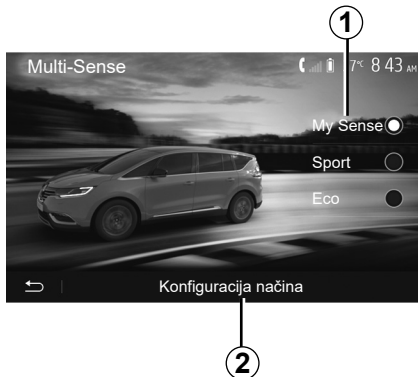 1
Multi-Sense 7°C 8 43 AM
My Sense
Sport
Eco
Konfiguracija načina
2